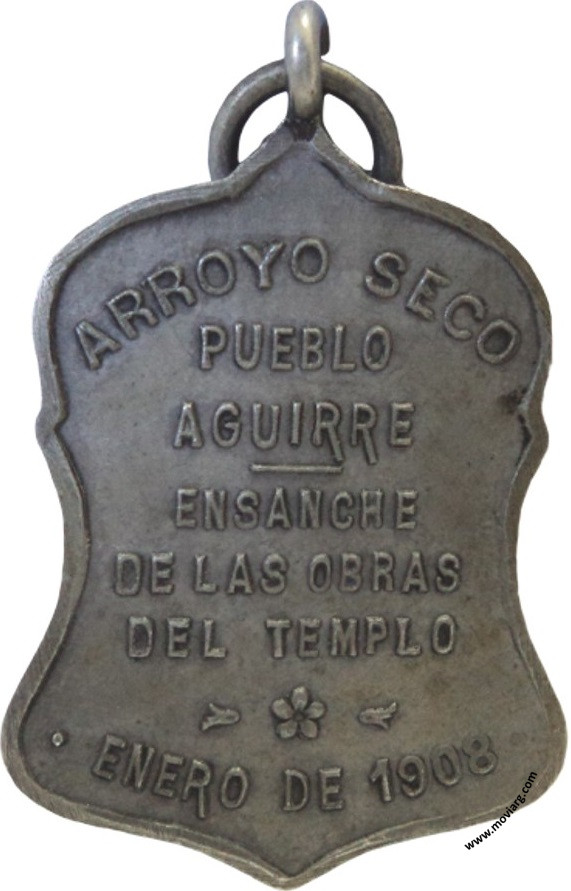 ARROYO SECO
PUEBLO
AGUIRRE
ENSANCHE
DE LAS OBRAS
DEL TEMPLO
ENERO DE 1908
www.moviarg.com